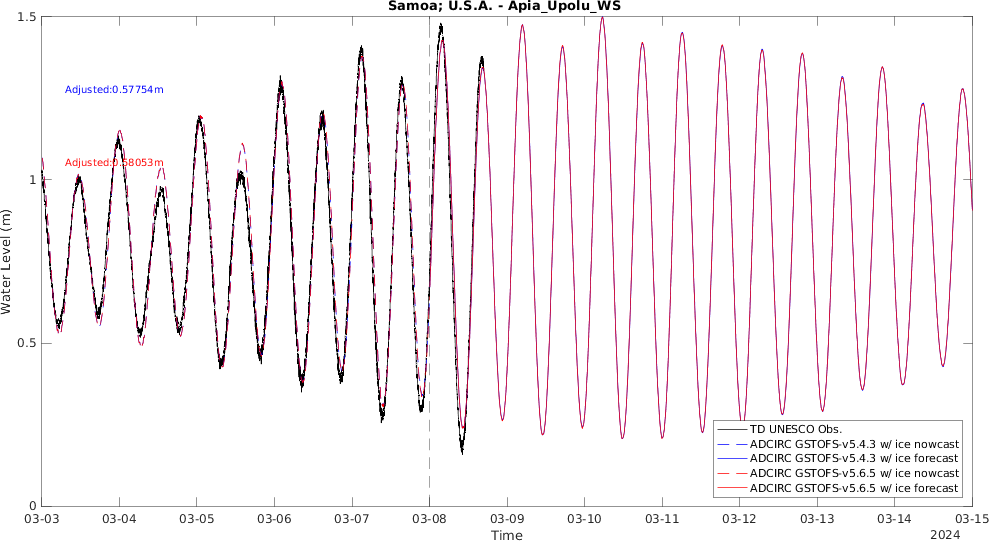 Samoa; U.S.A. - Apia_Upolu_WS
1.5
Adjusted:0.57754m
Adjusted:0.58053m
1
Water Level (m)
0.5
TD UNESCO Obs.
ADCIRC GSTOFS-v5.4.3 w/ ice nowcast
ADCIRC GSTOFS-v5.4.3 w/ ice forecast
ADCIRC GSTOFS-v5.6.5 w/ ice nowcast
ADCIRC GSTOFS-v5.6.5 w/ ice forecast
0
03-03 03-04 03-05 03-06 03-07 03-08 03-09 03-10 03-11 03-12 03-13 03-14 03-15
Time
2024